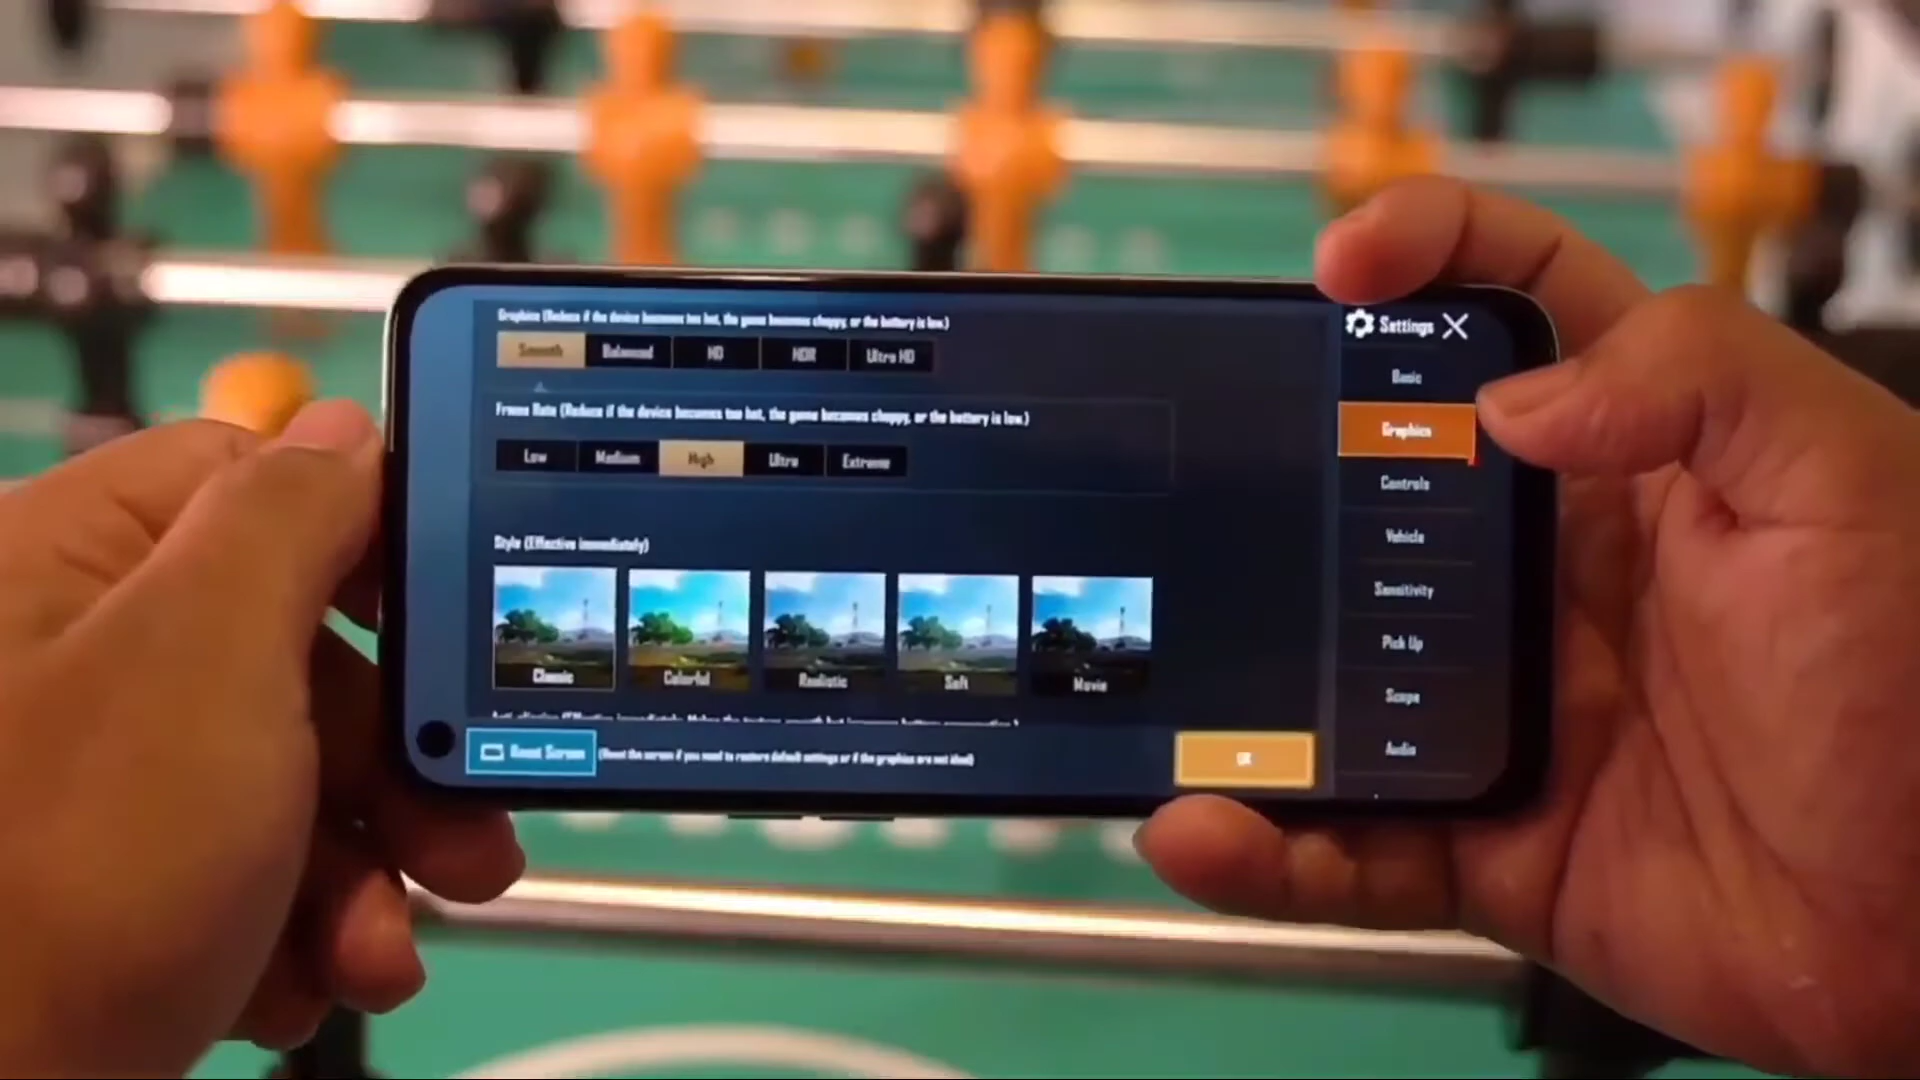 Graphics (Reduce if the device becomes too hot, the game becomes choppy, or the battery is low.)
Smooth Balanced HD HDR Ultra HD
Frame Rate (Reduce if the device becomes too hot, the game becomes choppy, or the battery is low.)
Low Medium High Ultra Extreme
Style (Effective immediately)
Classic Colorful Realistic Soft Movie
Reset Screen (Reset the screen if you need to restore default settings or if the graphics are not ideal)
OK
Settings
Basic
Graphics
Controls
Vehicle
Sensitivity
Pick Up
Scope
Audio